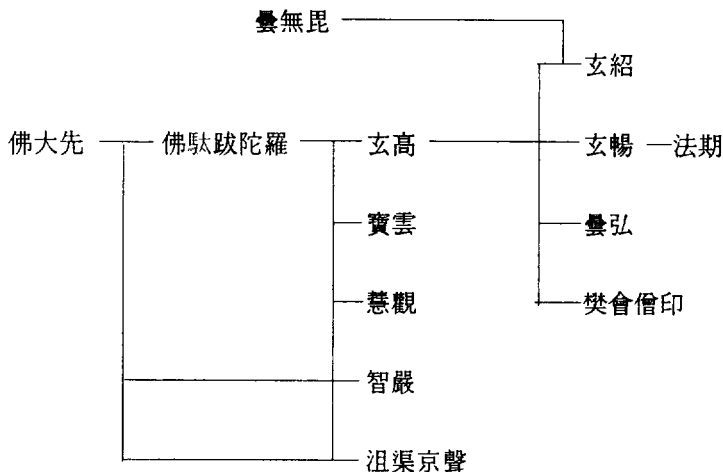 曇無毘
玄紹
佛大先 佛馱跋陀羅 玄高 玄暢 法期
寶雲 曇弘
慧觀 樊會僧印
智嚴
沮渠京聲